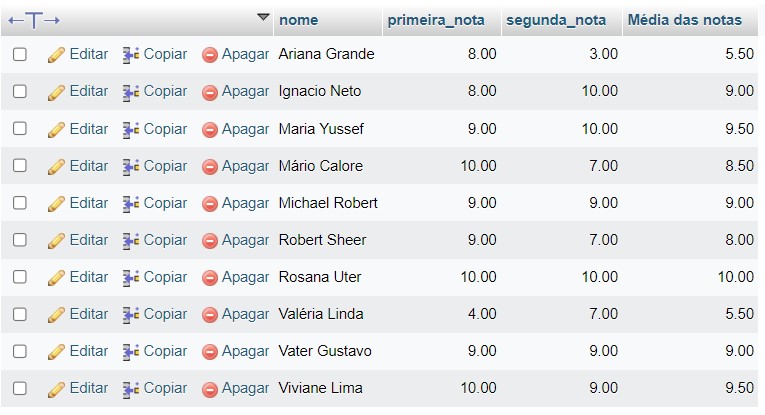 nome primeira_nota segunda_nota Média das notas
Editar Copiar Apagar Ariana Grande 8.00 3.00 5.50
Editar Copiar Apagar Ignacio Neto 8.00 10.00 9.00
Editar Copiar Apagar Maria Yussef 9.00 10.00 9.50
Editar Copiar Apagar Mário Calore 10.00 7.00 8.50
Editar Copiar Apagar Michael Robert 9.00 9.00 9.00
Editar Copiar Apagar Robert Sheer 9.00 7.00 8.00
Editar Copiar Apagar Rosana Uter 10.00 10.00 10.00
Editar Copiar Apagar Valéria Linda 4.00 7.00 5.50
Editar Copiar Apagar Vater Gustavo 9.00 9.00 9.00
Editar Copiar Apagar Viviane Lima 10.00 9.00 9.50